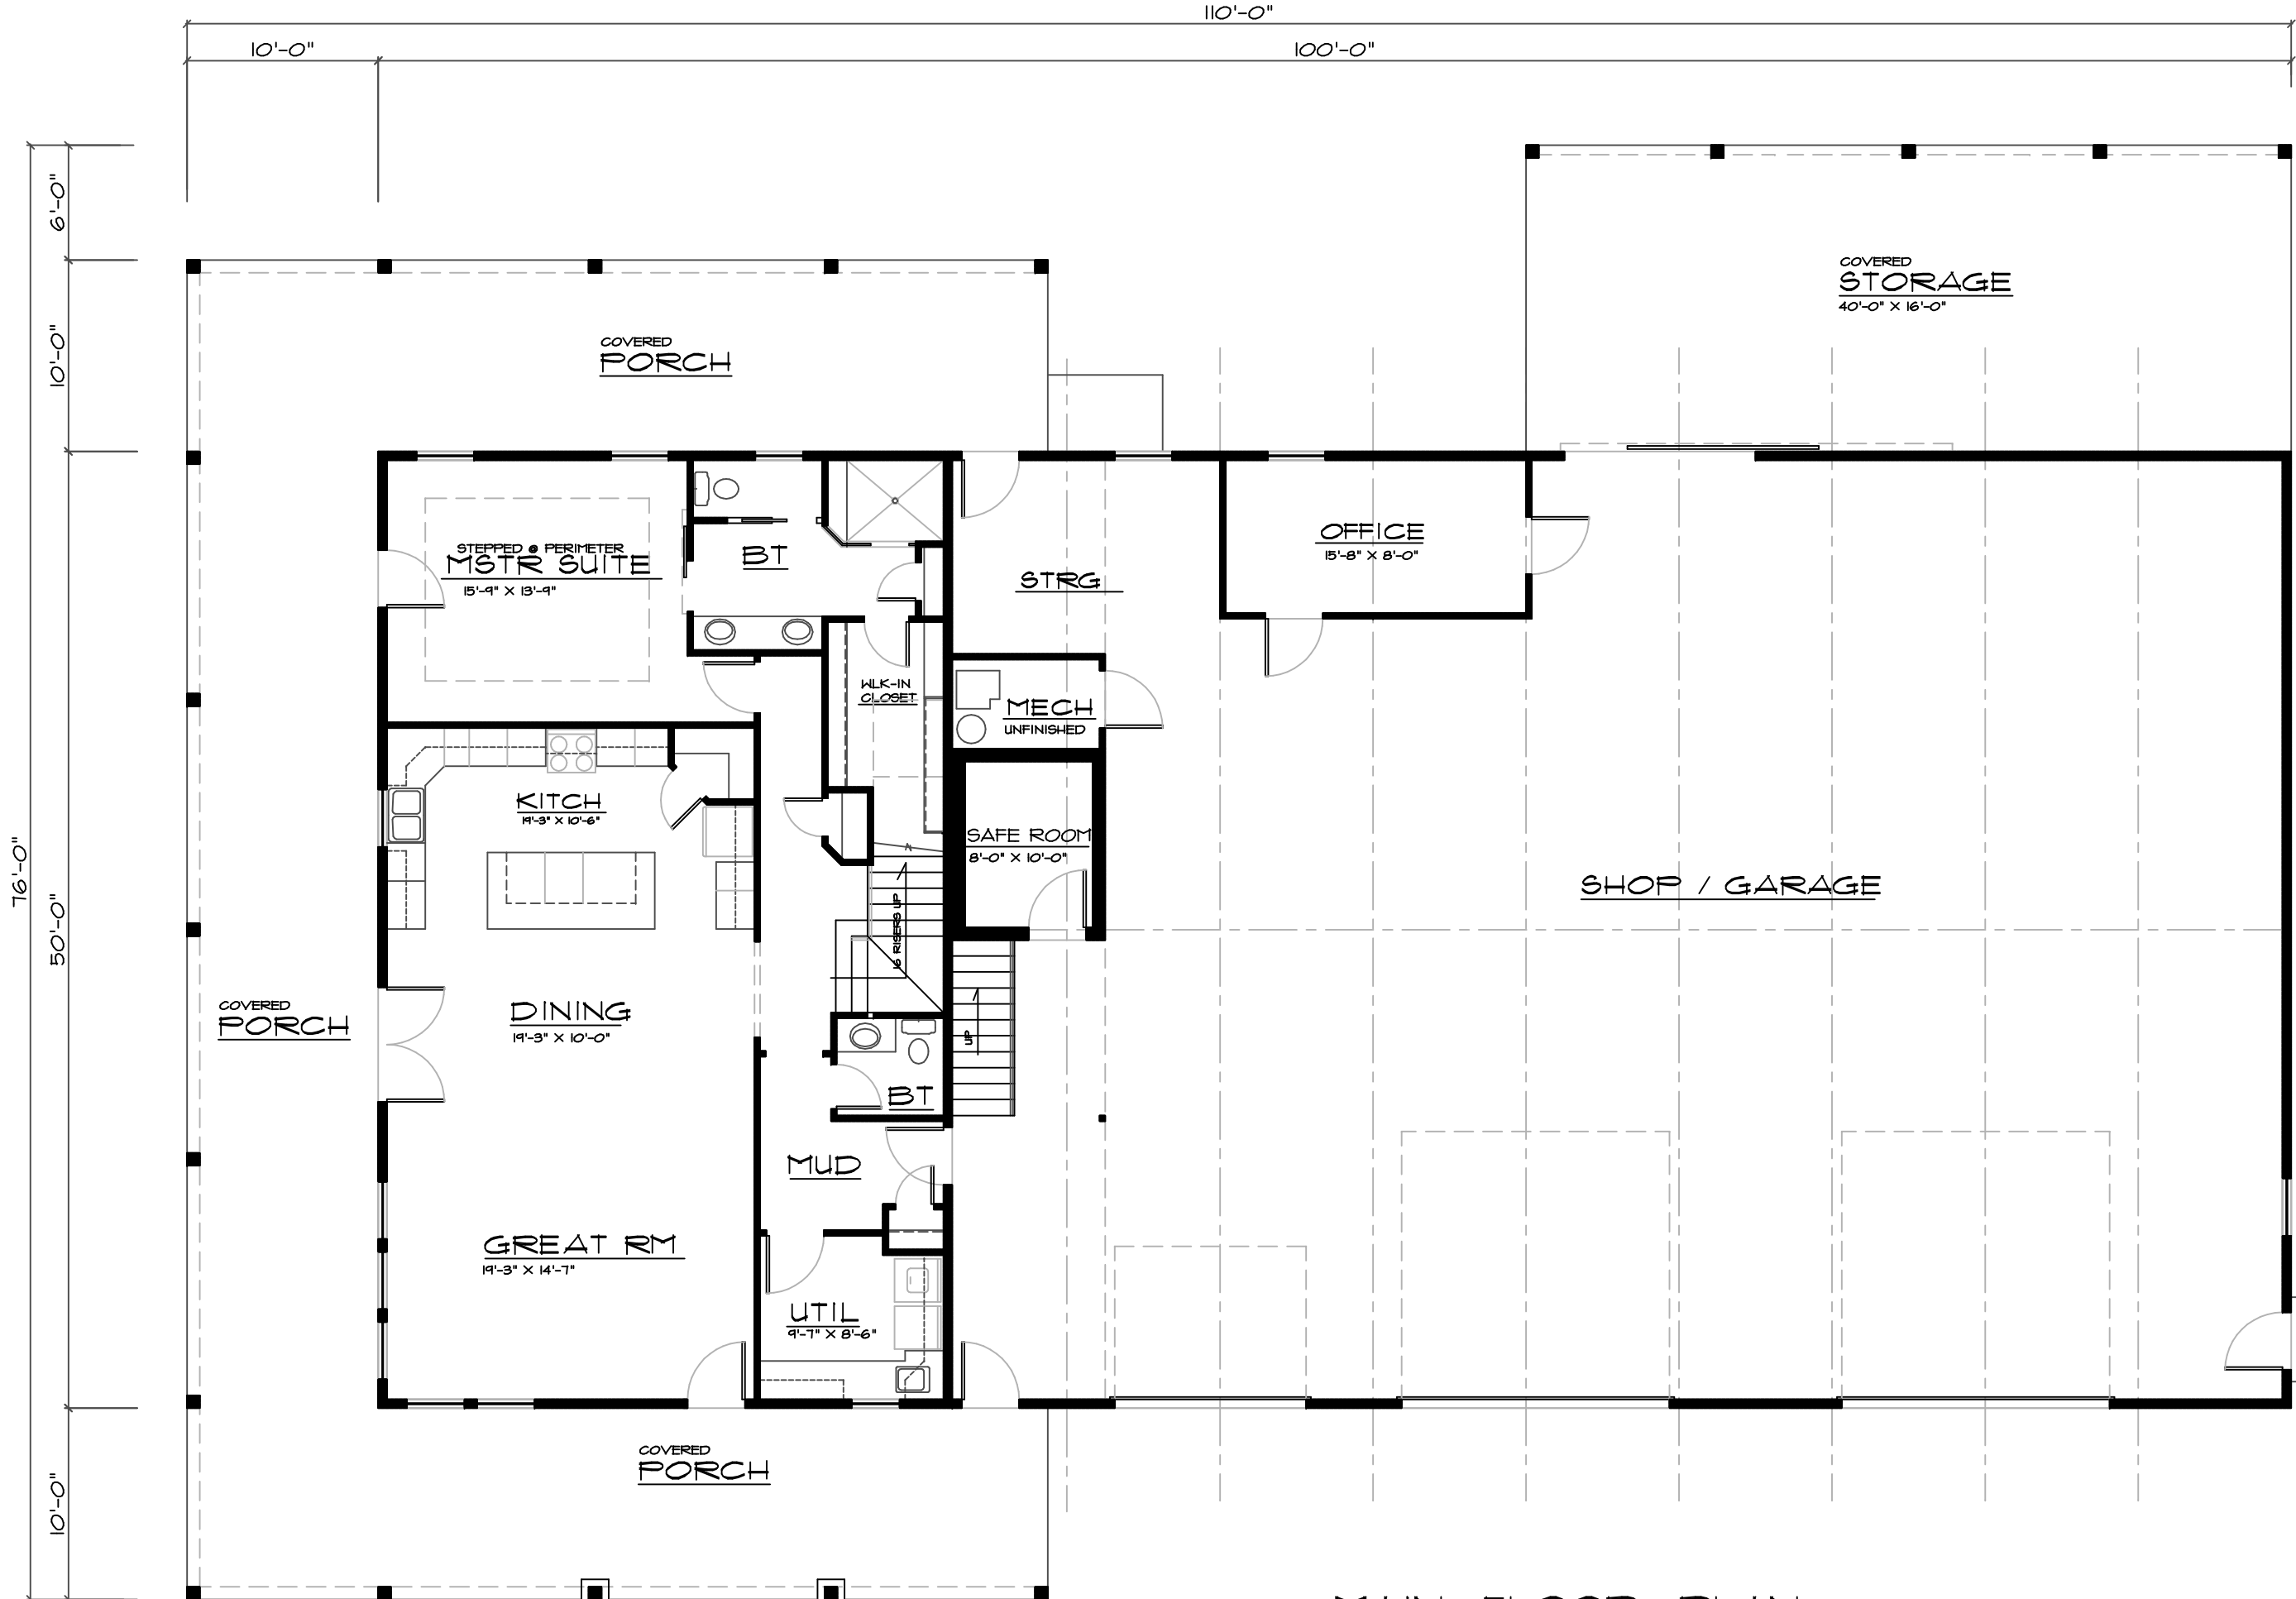 110'-0"
10'-0"
100'-0"
6'-0"
10'-0"
76'-0"
50'-0"
10'-0"
COVERED
STORAGE
40'-0" X 16'-0"
COVERED
PORCH
STEPPED @ PERIMETER
MSTR SUITE
15'-9" X 13'-9"
BT
STRG
OFFICE
15'-8" X 8'-0"
WLK-IN
CLOSET
MECH
UNFINISHED
KITCH
19'-3" X 10'-6"
SAFE ROOM
8'-0" X 10'-0"
SHOP / GARAGE
16 RISERS UP
COVERED
PORCH
DINING
19'-3" X 10'-0"
UP
BT
MUD
GREAT RM
19'-3" X 14'-7"
UTIL
9'-7" X 8'-6"
COVERED
PORCH
MAIN FLOOR PLAN